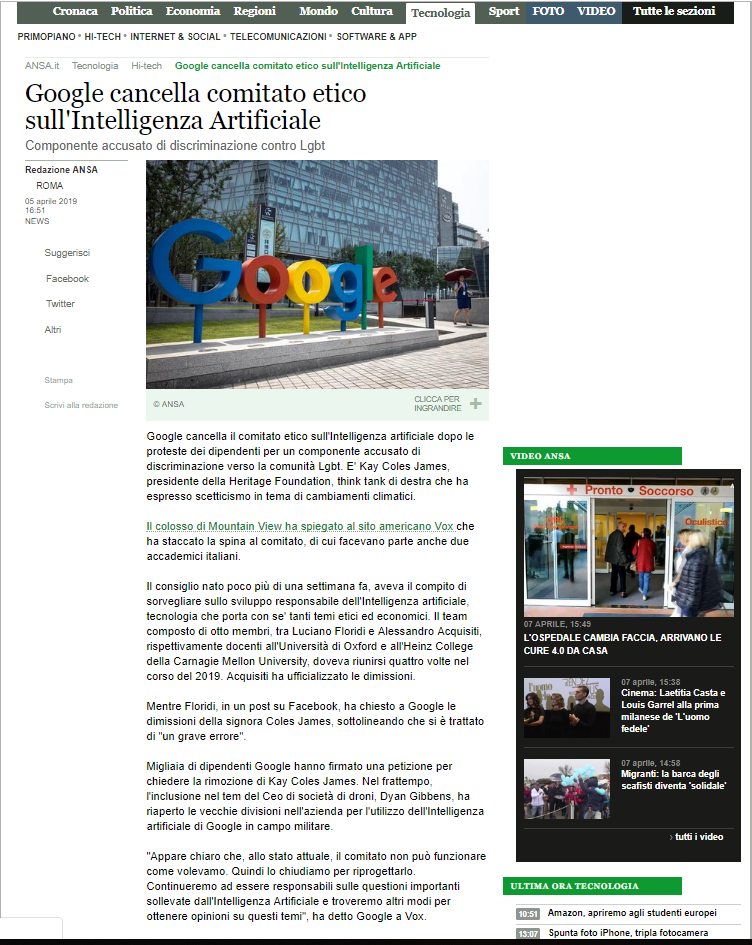 Cronaca Politica Economia Regioni Mondo Cultura Tecnologia Sport FOTO VIDEO Tutte le sezioni
PRIMOPIANO • HI-TECH • INTERNET & SOCIAL • TELECOMUNICAZIONI • SOFTWARE & APP
ANSA.it Tecnologia Hi-tech Google cancella comitato etico sull'Intelligenza Artificiale
Google cancella comitato etico
sull'Intelligenza Artificiale
Componente accusato di discriminazione contro Lgbt
Redazione ANSA
ROMA
05 aprile 2019
16:51
NEWS
Suggerisci
Facebook
Twitter
Altri
Stampa
Scrivi alla redazione
Google
© ANSA
CLICCA PER
INGRANDIRE
Google cancella il comitato etico sull'Intelligenza artificiale dopo le
proteste dei dipendenti per un componente accusato di
discriminazione verso la comunità Lgbt. E' Kay Coles James,
presidente della Heritage Foundation, think tank di destra che ha
espresso scetticismo in tema di cambiamenti climatici.
Il colosso di Mountain View ha spiegato al sito americano Vox che
ha staccato la spina al comitato, di cui facevano parte anche due
accademici italiani.
Il consiglio nato poco più di una settimana fa, aveva il compito di
sorvegliare sullo sviluppo responsabile dell'Intelligenza artificiale,
tecnologia che porta con se' tanti temi etici ed economici. Il team
composto di otto membri, tra Luciano Floridi e Alessandro Acquisiti,
rispettivamente docenti all'Università di Oxford e all'Heinz College
della Carnagie Mellon University, doveva riunirsi quattro volte nel
corso del 2019. Acquisiti ha ufficializzato le dimissioni.
Mentre Floridi, in un post su Facebook, ha chiesto a Google le
dimissioni della signora Coles James, sottolineando che si è trattato
di "un grave errore".
Migliaia di dipendenti Google hanno firmato una petizione per
chiedere la rimozione di Kay Coles James. Nel frattempo,
l'inclusione nel tem del Ceo di società di droni, Dyan Gibbens, ha
riaperto le vecchie divisioni nell'azienda per l'utilizzo dell'Intelligenza
artificiale di Google in campo militare.
"Appare chiaro che, allo stato attuale, il comitato non può funzionare
come volevamo. Quindi lo chiudiamo per riprogettarlo.
Continueremo ad essere responsabili sulle questioni importanti
sollevate dall'Intelligenza Artificiale e troveremo altri modi per
ottenere opinioni su questi temi", ha detto Google a Vox.
VIDEO ANSA
Pronto Soccorso
Oculistico
07 APRILE, 15:49
L'OSPEDALE CAMBIA FACCIA, ARRIVANO LE
CURE 4.0 DA CASA
07 aprile, 15:38
Cinema: Laetitia Casta e
Louis Garrel alla prima
milanese de 'L'uomo
fedele'
07 aprile, 14:58
Migranti: la barca degli
scafisti diventa 'solidale'
› tutti i video
ULTIMA ORA TECNOLOGIA
10:51 Amazon, apriremo agli studenti europei
13:07 Spunta foto iPhone, tripla fotocamera